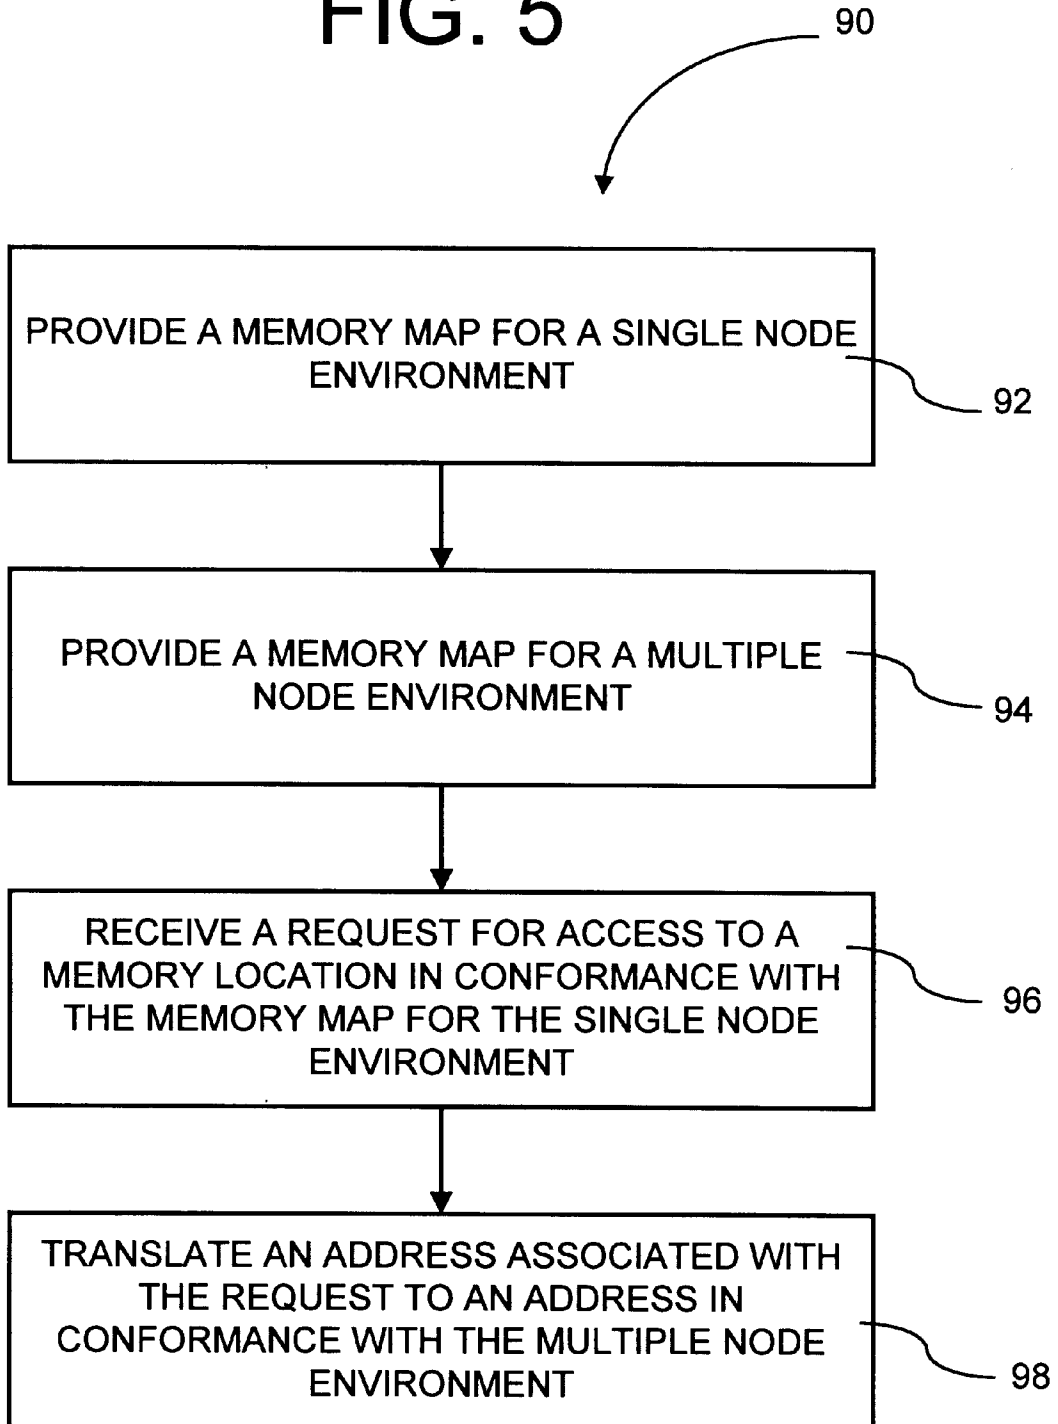 FIG. 5
90
PROVIDE A MEMORY MAP FOR A SINGLE NODE
ENVIRONMENT
92
PROVIDE A MEMORY MAP FOR A MULTIPLE
NODE ENVIRONMENT
94
RECEIVE A REQUEST FOR ACCESS TO A
MEMORY LOCATION IN CONFORMANCE WITH
THE MEMORY MAP FOR THE SINGLE NODE
ENVIRONMENT
96
TRANSLATE AN ADDRESS ASSOCIATED WITH
THE REQUEST TO AN ADDRESS IN
CONFORMANCE WITH THE MULTIPLE NODE
ENVIRONMENT
98